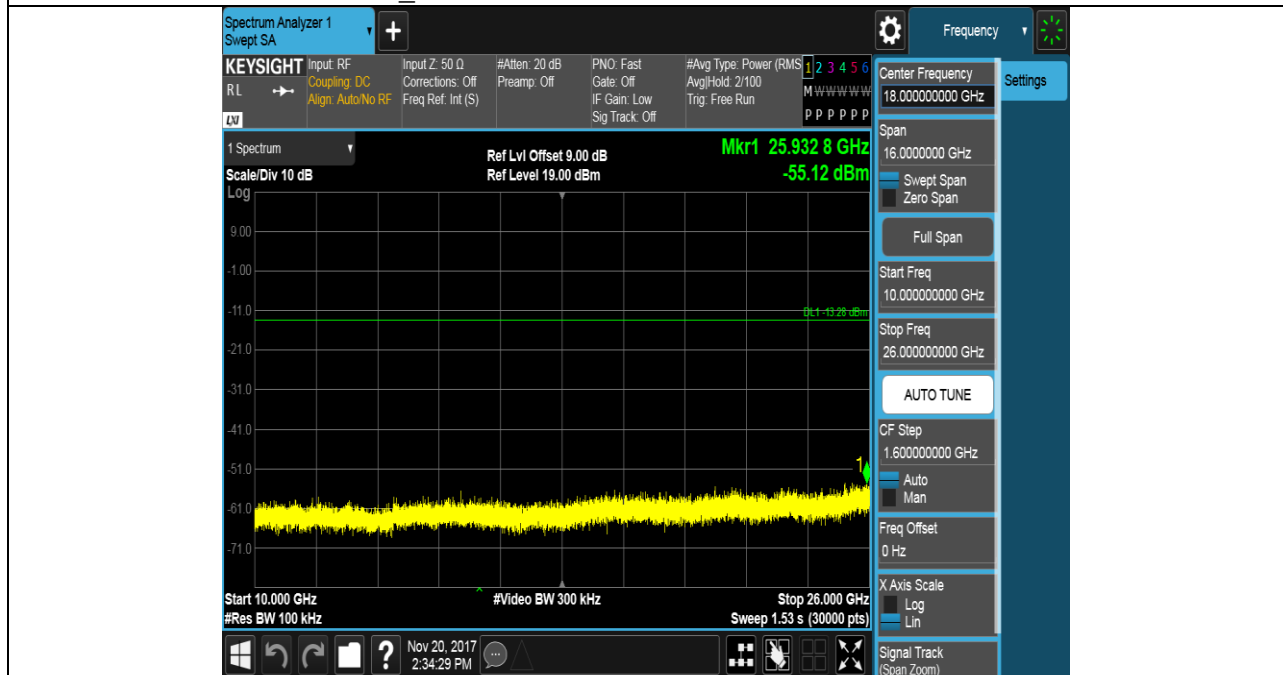 Spectrum Analyzer 1
Swept SA
+
Frequency
KEYSIGHT
RL
LXI
Input: RF
Coupling: DC
Align: Auto/No RF
Input Z: 50 Ω
Corrections: Off
Freq Ref: Int (S)
#Atten: 20 dB
Preamp: Off
PNO: Fast
Gate: Off
IF Gain: Low
Sig Track: Off
#Avg Type: Power (RMS
Avg|Hold: 2/100
Trig: Free Run
1 2 3 4 5 6
M W W W W W
P P P P P P
1 Spectrum
Scale/Div 10 dB
Ref Lvl Offset 9.00 dB
Ref Level 19.00 dBm
Mkr1 25.932 8 GHz
-55.12 dBm
Log
9.00
-1.00
-11.0
DL1 -13.28 dBm
-21.0
-31.0
-41.0
-51.0
1
-61.0
-71.0
Start 10.000 GHz
#Video BW 300 kHz
Stop 26.000 GHz
#Res BW 100 kHz
Sweep 1.53 s (30000 pts)
?
Nov 20, 2017
2:34:29 PM
Center Frequency
18.000000000 GHz
Settings
Span
16.0000000 GHz
Swept Span
Zero Span
Full Span
Start Freq
10.000000000 GHz
Stop Freq
26.000000000 GHz
AUTO TUNE
CF Step
1.600000000 GHz
Auto
Man
Freq Offset
0 Hz
X Axis Scale
Log
Lin
Signal Track
(Span Zoom)